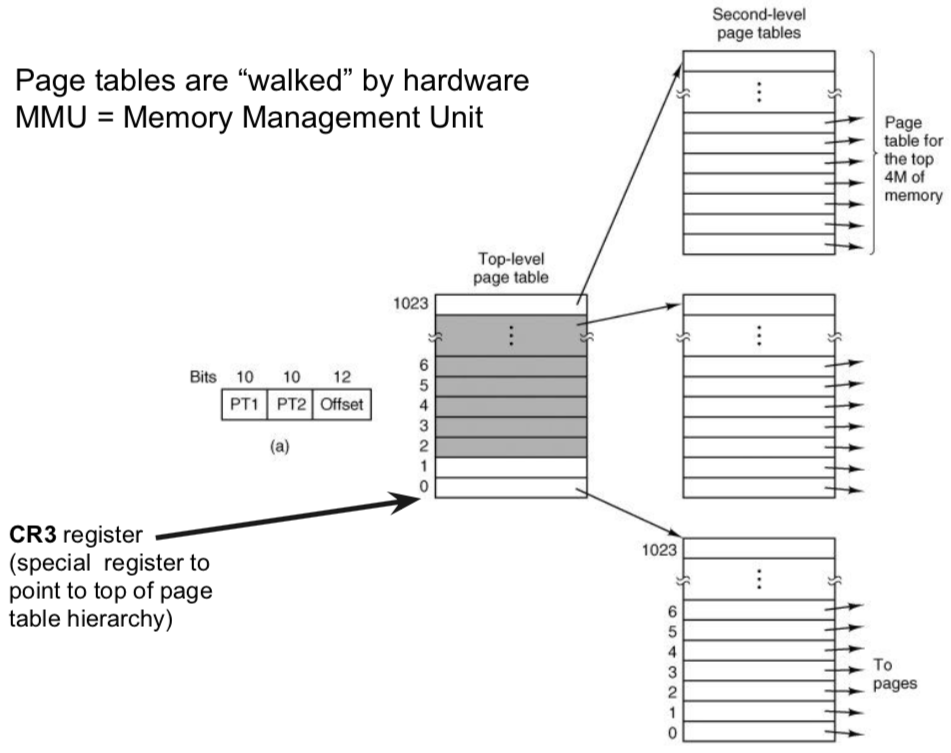 Page tables are “walked” by hardware
MMU = Memory Management Unit
Second-level
page tables
Page
table for
the top
4M of
memory
Top-level
page table
1023
6
5
4
3
2
1
0
Bits 10 10 12
PT1 PT2 Offset
(a)
CR3 register
(special register to
point to top of page
table hierarchy)
1023
6
5
4
3
2
1
0
To
pages